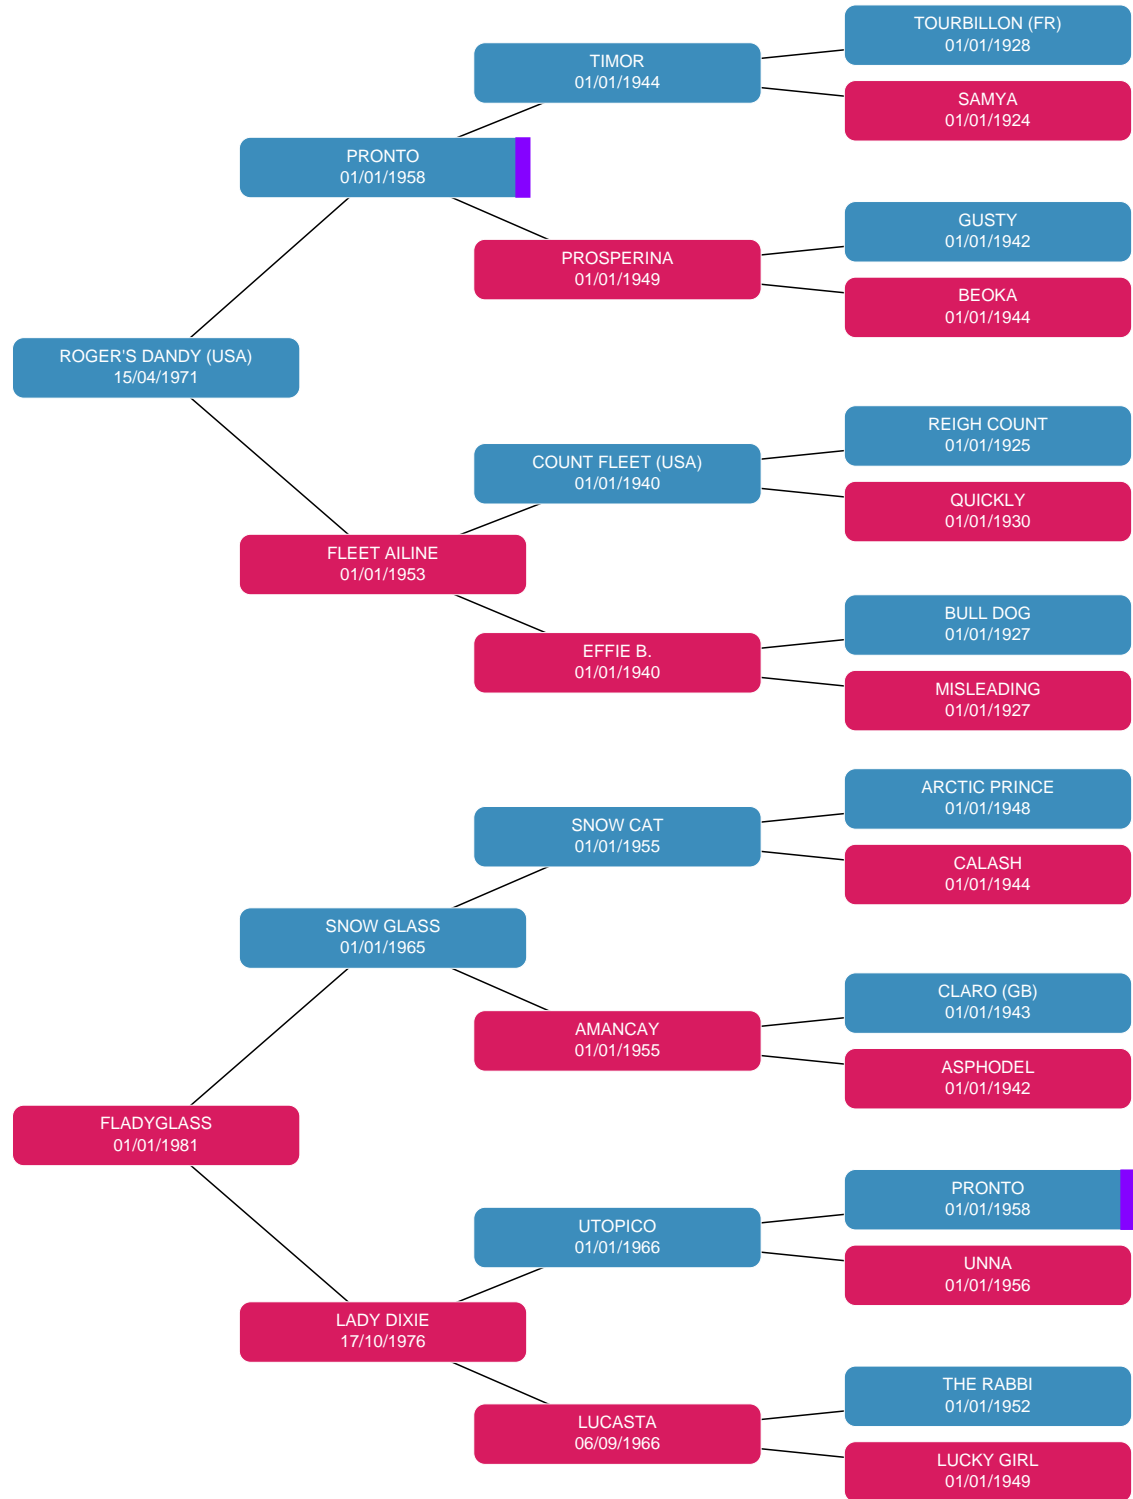 TOURBILLON (FR)
01/01/1928
TIMOR
01/01/1944
SAMYA
01/01/1924
PRONTO
01/01/1958
GUSTY
01/01/1942
PROSPERINA
01/01/1949
BEOKA
01/01/1944
ROGER'S DANDY (USA)
15/04/1971
REIGH COUNT
01/01/1925
COUNT FLEET (USA)
01/01/1940
QUICKLY
01/01/1930
FLEET AILINE
01/01/1953
BULL DOG
01/01/1927
EFFIE B.
01/01/1940
MISLEADING
01/01/1927
ARCTIC PRINCE
01/01/1948
SNOW CAT
01/01/1955
CALASH
01/01/1944
SNOW GLASS
01/01/1965
CLARO (GB)
01/01/1943
AMANCAY
01/01/1955
ASPHODEL
01/01/1942
FLADYGLASS
01/01/1981
PRONTO
01/01/1958
UTOPICO
01/01/1966
UNNA
01/01/1956
LADY DIXIE
17/10/1976
THE RABBI
01/01/1952
LUCASTA
06/09/1966
LUCKY GIRL
01/01/1949